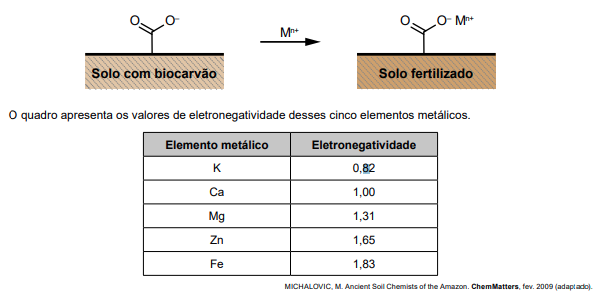 O O⁻ Mⁿ⁺ O O⁻ Mⁿ⁺
Solo com biocarvão Solo fertilizado
O quadro apresenta os valores de eletronegatividade desses cinco elementos metálicos.
Elemento metálico Eletronegatividade
K 0,82
Ca 1,00
Mg 1,31
Zn 1,65
Fe 1,83
MICHALOVIC, M. Ancient Soil Chemists of the Amazon. ChemMatters, fev. 2009 (adaptado).